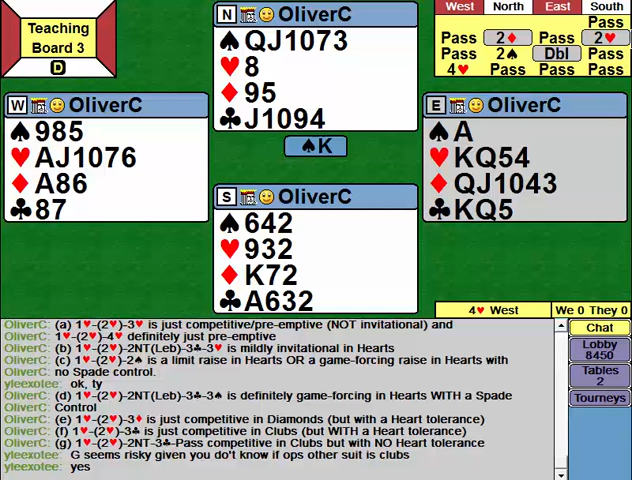 Teaching
Board 3
D
N OliverC
♠QJ1073
♥8
♦95
♣J1094
West North East South
Pass
Pass 2♦ Pass 2♥
Pass 2♠ Dbl Pass
4♥ Pass Pass Pass
W OliverC
♠985
♥AJ1076
♦A86
♣87
♠K
E OliverC
♠A
♥KQ54
♦QJ1043
♣KQ5
S OliverC
♠642
♥932
♦K72
♣A632
4♥ West We 0 They 0
OliverC: (a) 1♥-(2♥)-3♥ is just competitive/pre-emptive (NOT invitational) and
OliverC: 1♥-(2♥)-4♥ definitely just pre-emptive
OliverC: (b) 1♥-(2♥)-2NT(Leb)-3♣-3♥ is mildly invitational in Hearts
OliverC: (c) 1♥-(2♥)-2♠ is a limit raise in Hearts OR a game-forcing raise in Hearts with
no Spade control.
yleexotee: ok, ty
OliverC: (d) 1♥-(2♥)-2NT(Leb)-3♣-3♠ is definitely game-forcing in Hearts WITH a Spade
Control
OliverC: (e) 1♥-(2♥)-3♦ is just competitive in Diamonds (but with a Heart tolerance)
OliverC: (f) 1♥-(2♥)-3♣ is just competitive in Clubs (but WITH a Heart tolerance)
OliverC: (g) 1♥-(2♥)-2NT-3♣-Pass competitive in Clubs but with NO Heart tolerance
yleexotee: G seems risky given you do't know if ops other suit is clubs
yleexotee: yes
Chat
Lobby
8450
Tables
2
Tourneys